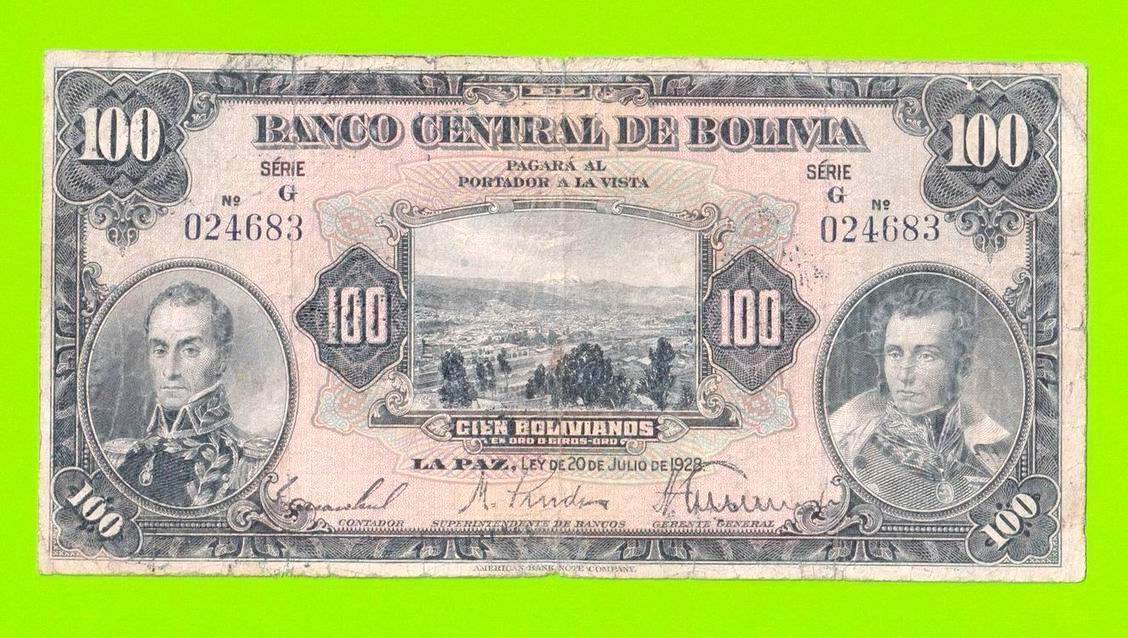 EL
BANCO CENTRAL DE BOLIVIA
100
100
PAGARÁ AL
PORTADOR A LA VISTA
SÉRIE
G
Nº
024683
SÉRIE
G
Nº
024683
100
100
CIEN BOLIVIANOS
EN ORO O GIROS-ORO
LA PAZ, LEY DE 20 DE JULIO DE 1928.
CONTADOR
SUPERINTENDENTE DE BANCOS
GERENTE GENERAL
100
100
AMERICAN BANK NOTE COMPANY.